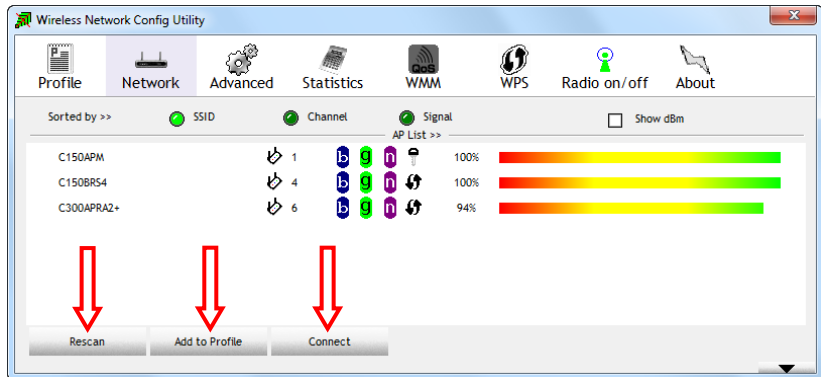 Wireless Network Config Utility
Profile Network Advanced Statistics WMM WPS Radio on/off About
Sorted by >> SSID Channel Signal Show dBm
AP List >>
C150APM 1 b g n 100%
C150BRS4 4 b g n 100%
C300APRA2+ 6 b g n 94%
Rescan Add to Profile Connect